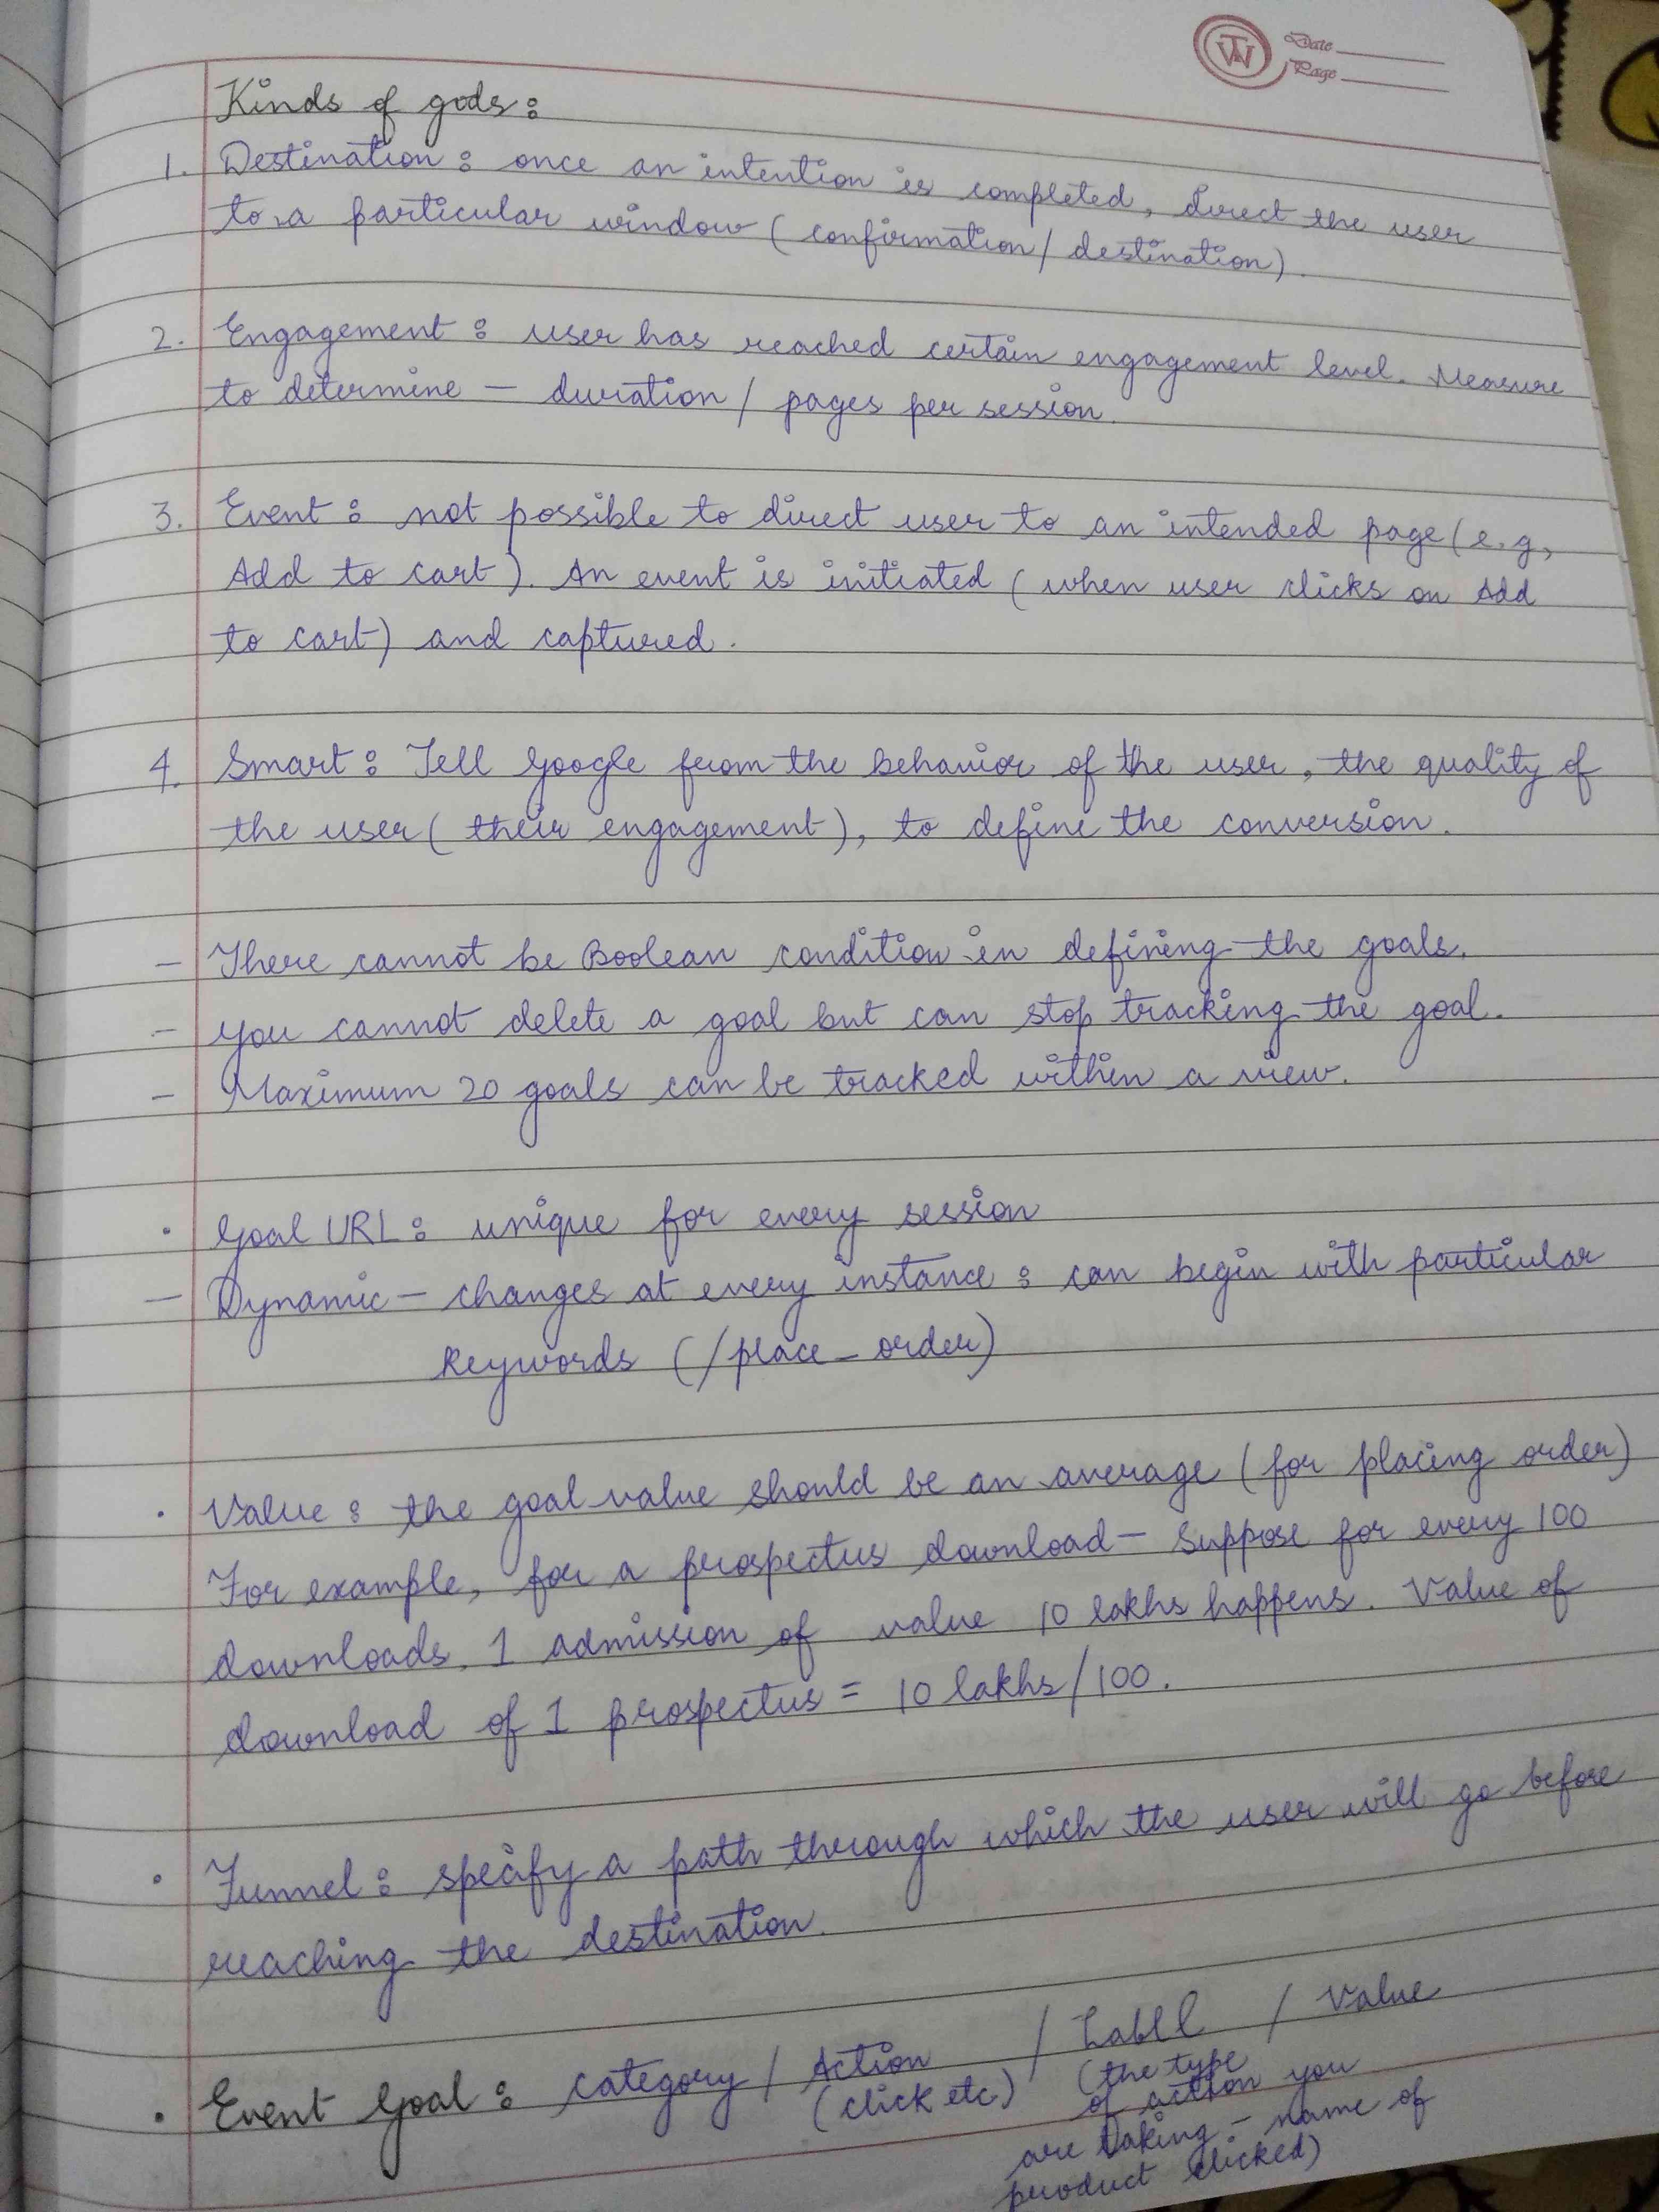 TW
Date
Page
Kinds of gods:
1. Destination: once an intention is completed, direct the user
to a particular window (confirmation/destination).
2. Engagement: user has reached certain engagement level. Measure
to determine — duration / pages per session.
3. Event: not possible to direct user to an intended page (e.g,
Add to cart). An event is initiated (when user clicks on Add
to cart) and captured.
4. Smart: Tell Google from the behavior of the user, the quality of
the user (their engagement), to define the conversion.
- There cannot be Boolean condition in defining the goals.
- You cannot delete a goal but can stop tracking the goal.
- Maximum 20 goals can be tracked within a view.
• Goal URL: unique for every session
— Dynamic — changes at every instance: can begin with particular
keywords (/place_order)
• Value: the goal value should be an average (for placing order)
For example, for a prospectus download — suppose for every 100
downloads, 1 admission of value 10 lakhs happens. Value of
download of 1 prospectus = 10 lakhs/100.
• Funnel: specify a path through which the user will go before
reaching the destination.
• Event Goal: category / Action / Label / Value
(click etc) (the type
of action you
are taking - name of
product clicked)